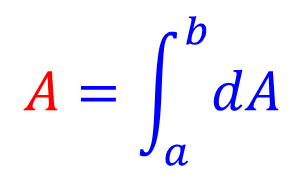 A = ∫_a^b dA